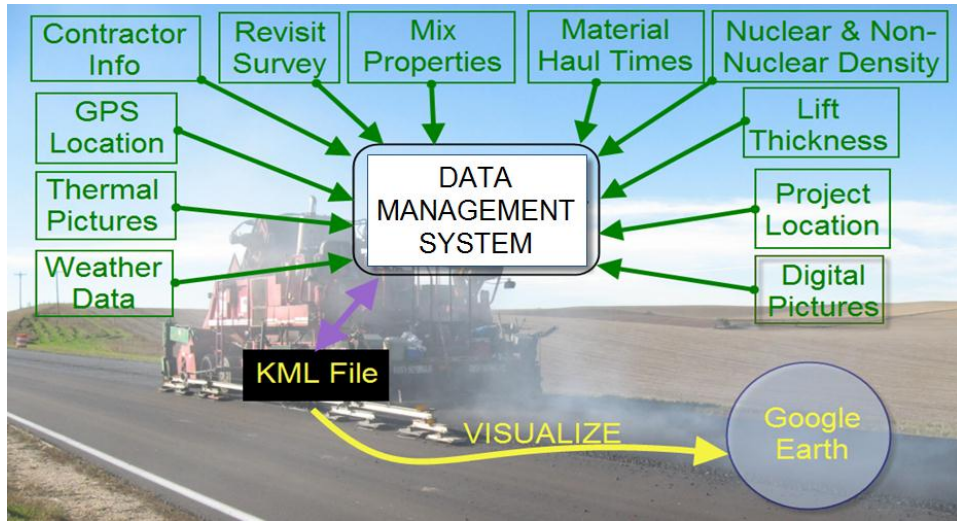 Contractor
Info
Revisit
Survey
Mix
Properties
Material
Haul Times
Nuclear & Non-
Nuclear Density
GPS
Location
Lift
Thickness
Thermal
Pictures
DATA
MANAGEMENT
SYSTEM
Project
Location
Weather
Data
Digital
Pictures
KML File
VISUALIZE
Google
Earth